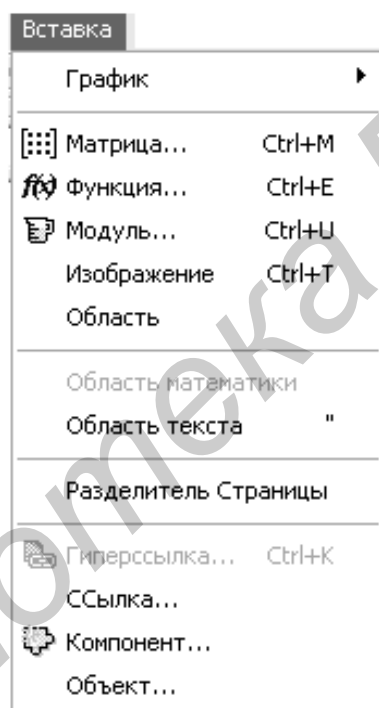 Вставка
График
Матрица... Ctrl+M
f(x) Функция... Ctrl+E
Модуль... Ctrl+U
Изображение Ctrl+T
Область
Область математики
Область текста "
Разделитель Страницы
Гиперссылка... Ctrl+K
ССылка...
Компонент...
Объект...